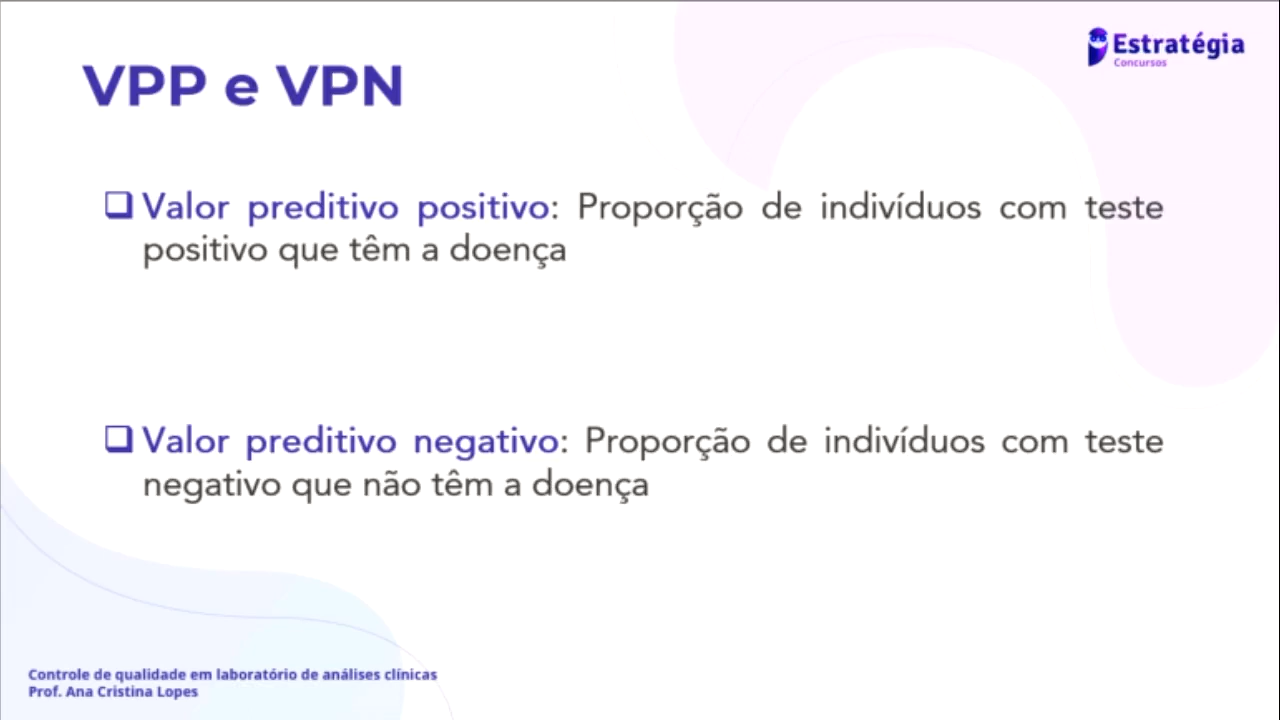 Estratégia
Concursos
VPP e VPN
❑ Valor preditivo positivo: Proporção de indivíduos com teste
positivo que têm a doença
❑ Valor preditivo negativo: Proporção de indivíduos com teste
negativo que não têm a doença
Controle de qualidade em laboratório de análises clínicas
Prof. Ana Cristina Lopes